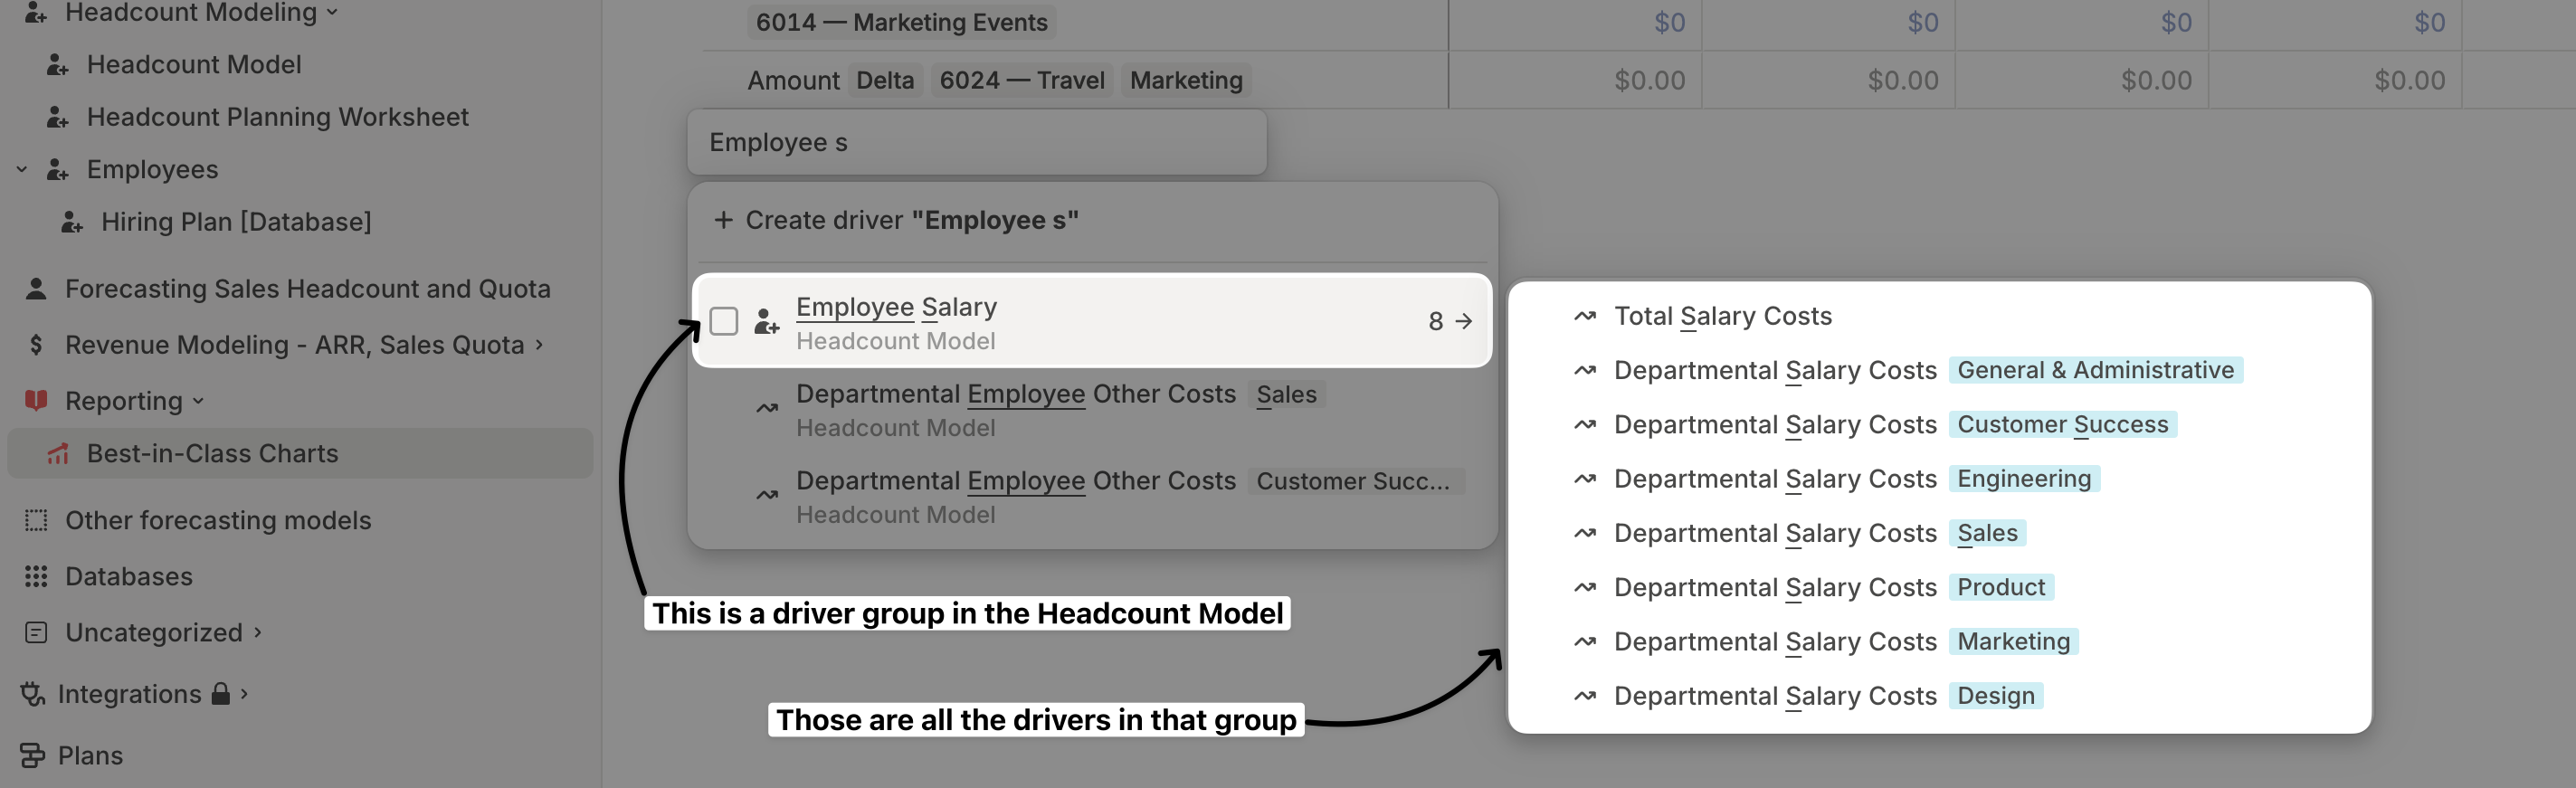 Headcount Modeling
Headcount Model
Headcount Planning Worksheet
Employees
Hiring Plan [Database]
Forecasting Sales Headcount and Quota
Revenue Modeling - ARR, Sales Quota
Reporting
Best-in-Class Charts
Other forecasting models
Databases
Uncategorized
Integrations
Plans
6014 — Marketing Events $0 $0 $0 $0
Amount Delta 6024 — Travel Marketing $0.00 $0.00 $0.00 $0.00
Employee s
+ Create driver "Employee s"
Employee Salary 8 →
Headcount Model
Departmental Employee Other Costs Sales
Headcount Model
Departmental Employee Other Costs Customer Succ...
Headcount Model
This is a driver group in the Headcount Model
Those are all the drivers in that group
Total Salary Costs
Departmental Salary Costs General & Administrative
Departmental Salary Costs Customer Success
Departmental Salary Costs Engineering
Departmental Salary Costs Sales
Departmental Salary Costs Product
Departmental Salary Costs Marketing
Departmental Salary Costs Design